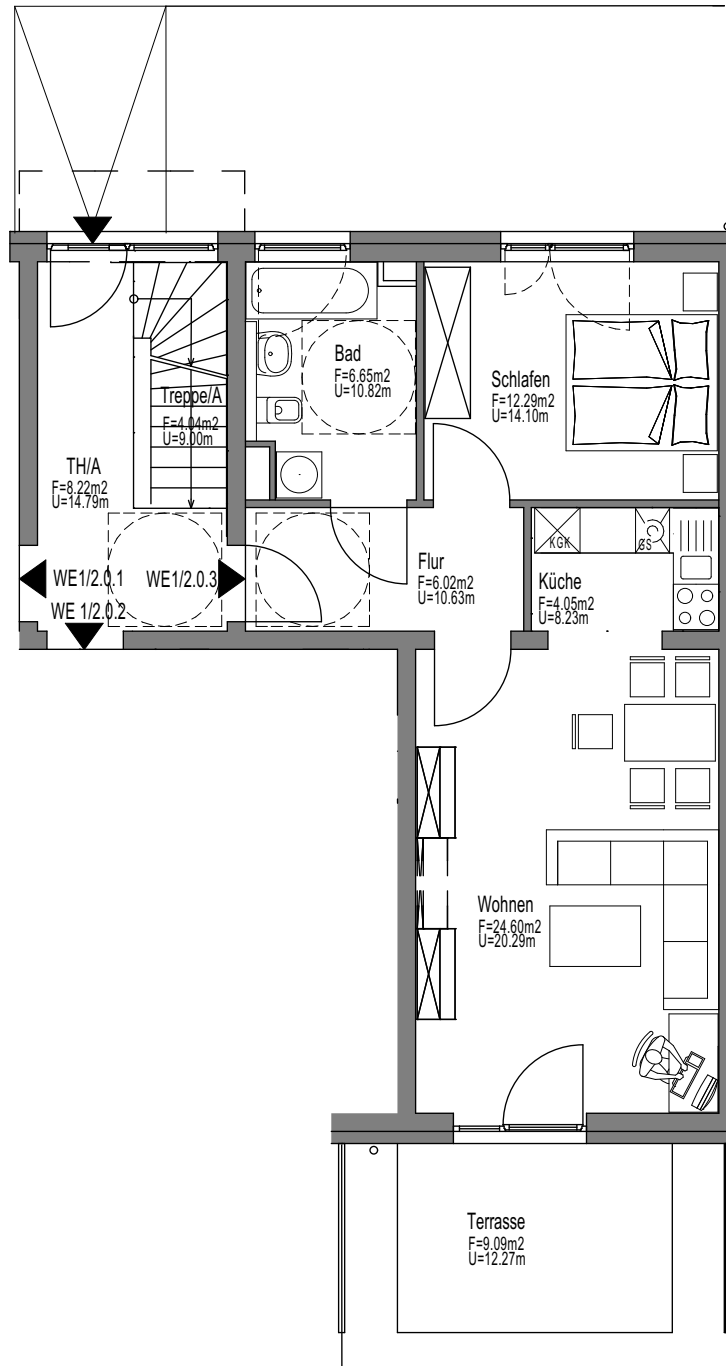 Bad
F=6.65m2
U=10.82m
Schlafen
F=12.29m2
U=14.10m
Treppe/A
F=4.04m2
U=9.00m
TH/A
F=8.22m2
U=14.79m
WE1/2.0.1
WE1/2.0.3
WE 1/2.0.2
Flur
F=6.02m2
U=10.63m
KGK
GS
Küche
F=4.05m2
U=8.23m
Wohnen
F=24.60m2
U=20.29m
Terrasse
F=9.09m2
U=12.27m